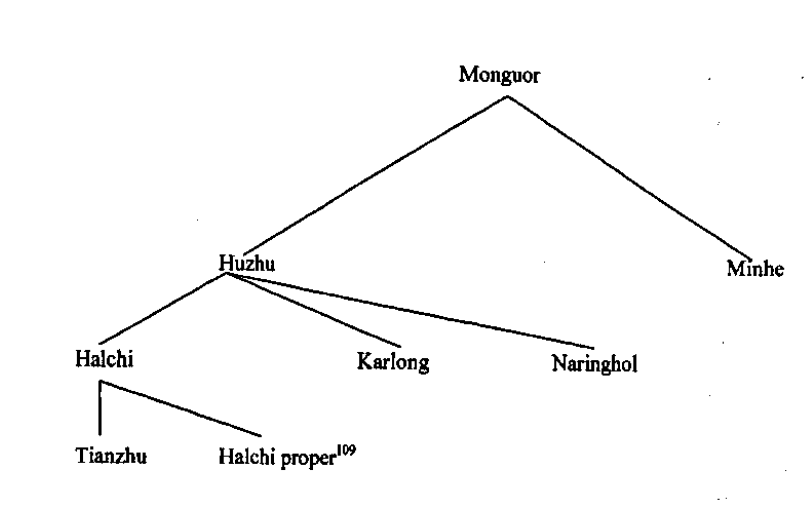 Monguor
Huzhu
Minhe
Halchi
Karlong
Naringhol
Tianzhu
Halchi proper109